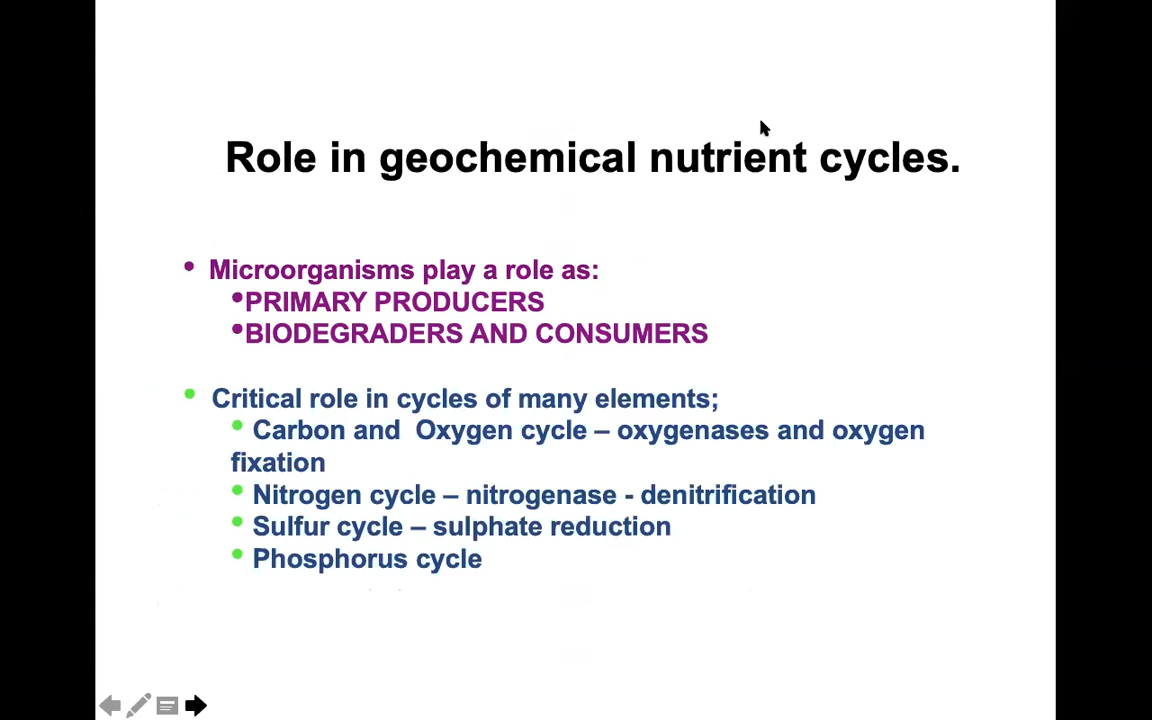 Role in geochemical nutrient cycles.
• Microorganisms play a role as:
•PRIMARY PRODUCERS
•BIODEGRADERS AND CONSUMERS
• Critical role in cycles of many elements;
• Carbon and  Oxygen cycle – oxygenases and oxygen
fixation
• Nitrogen cycle – nitrogenase - denitrification
• Sulfur cycle – sulphate reduction
• Phosphorus cycle